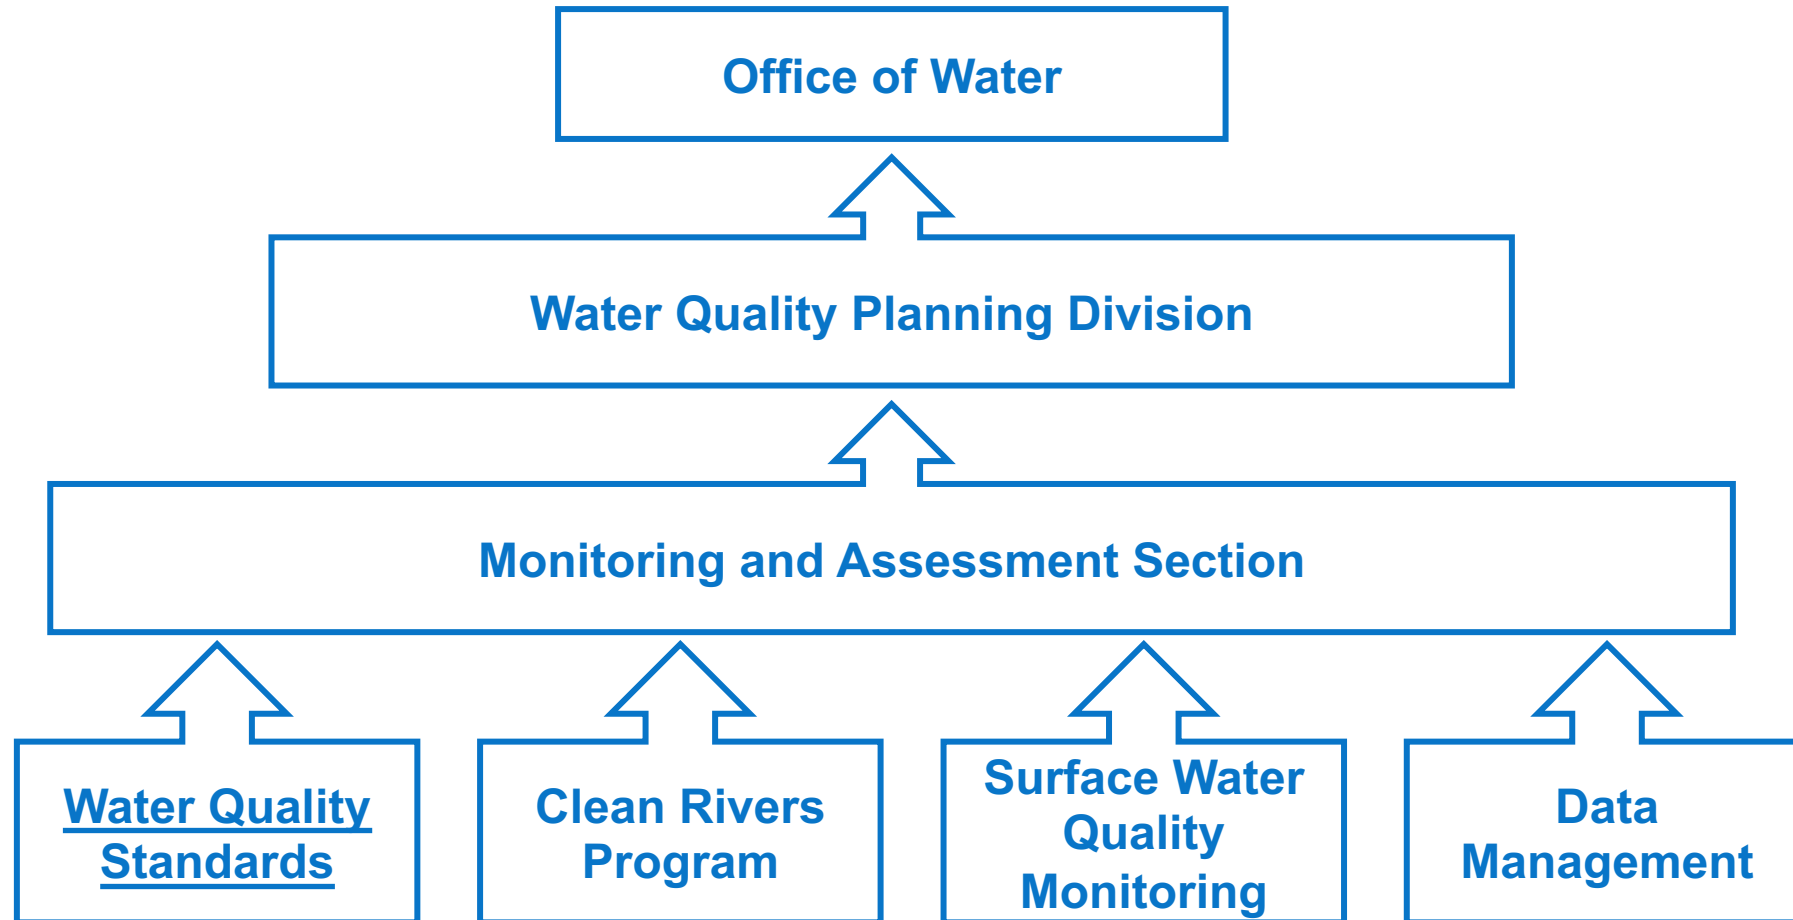 Office of Water
Water Quality Planning Division
Monitoring and Assessment Section
Water Quality
Standards
Clean Rivers
Program
Surface Water
Quality
Monitoring
Data
Management